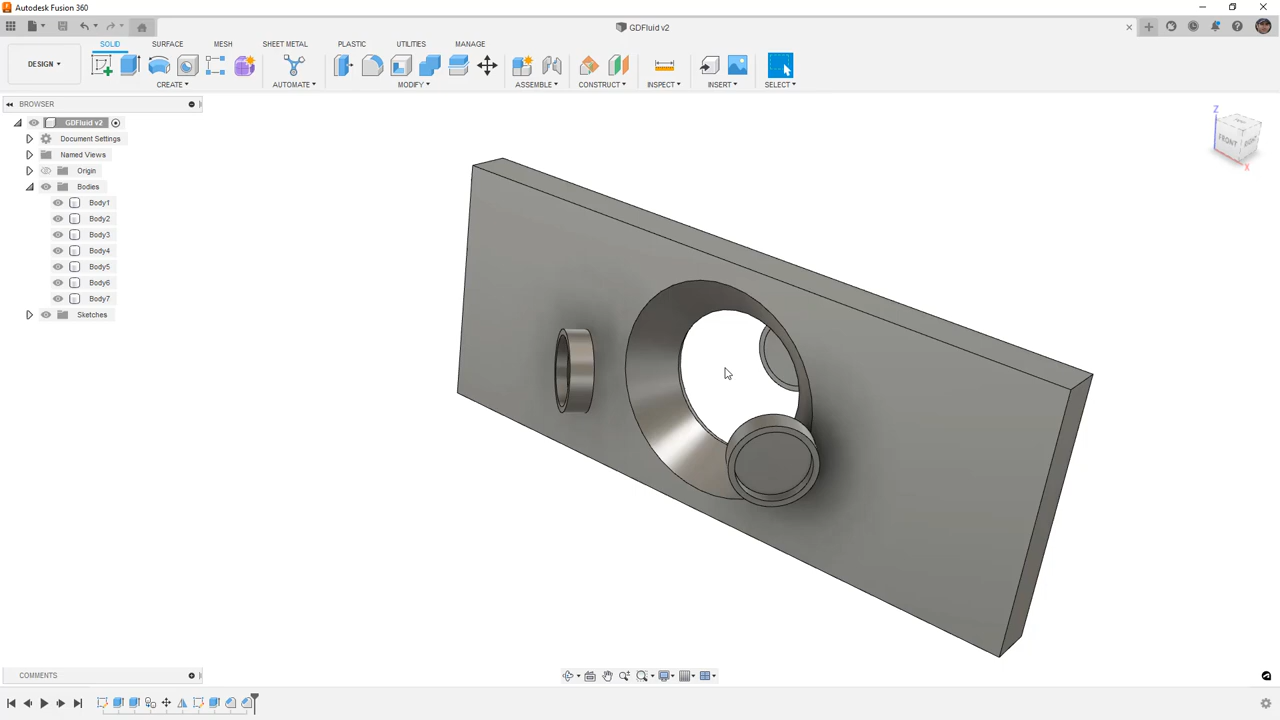 Autodesk Fusion 360
GDFluid v2
DESIGN
SOLID SURFACE MESH SHEET METAL PLASTIC UTILITIES MANAGE
CREATE AUTOMATE MODIFY ASSEMBLE CONSTRUCT INSPECT INSERT SELECT
BROWSER
GDFluid v2
Document Settings
Named Views
Origin
Bodies
Body1
Body2
Body3
Body4
Body5
Body6
Body7
Sketches
Z
FRONT
X
COMMENTS